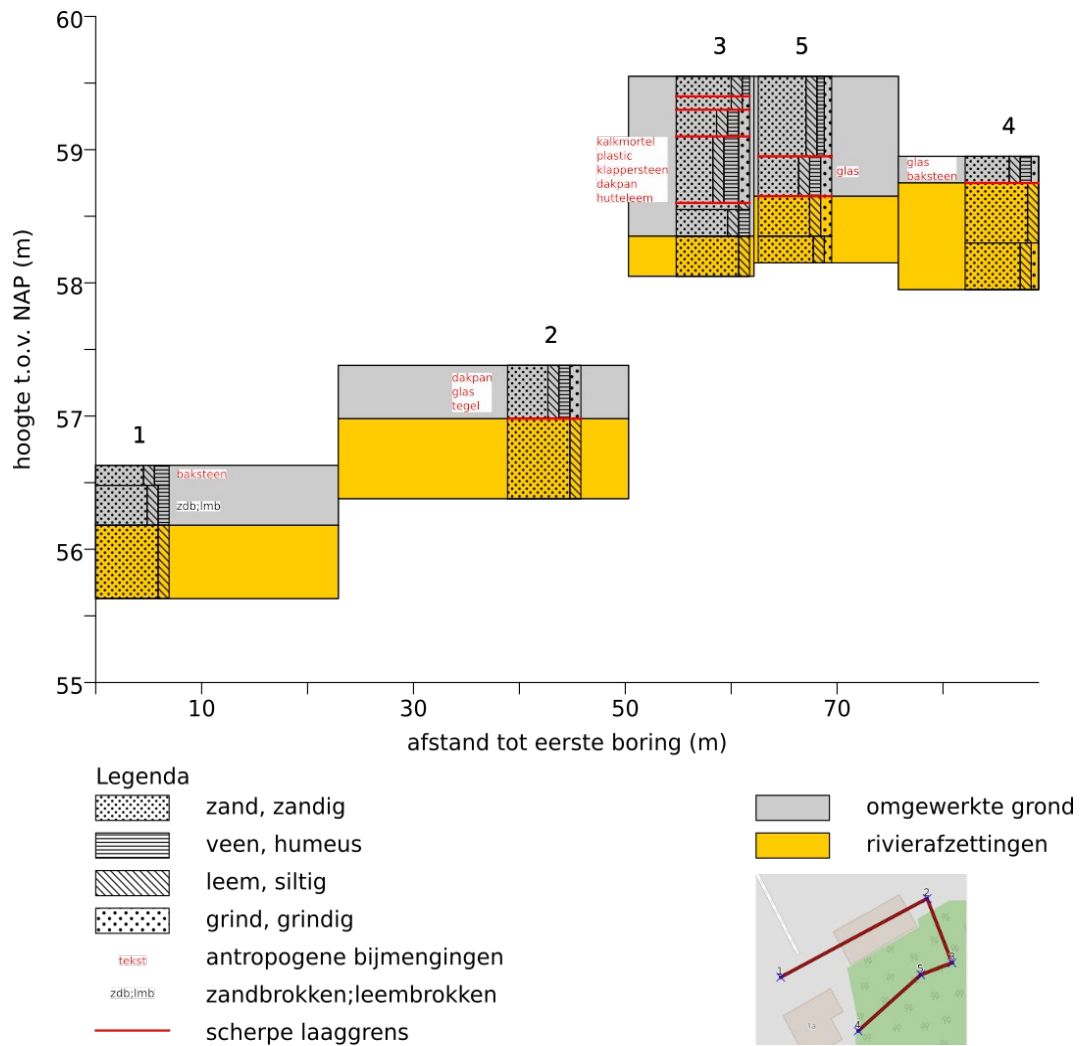 60
59
58
57
56
55
hoogte t.o.v. NAP (m)
3
5
4
2
1
kalkmortel
plastic
klappersteen
dakpan
hutteleem
glas
glas
baksteen
dakpan
glas
tegel
baksteen
zdb;lmb
10
30
50
70
afstand tot eerste boring (m)
Legenda
zand, zandig
veen, humeus
leem, siltig
grind, grindig
tekst antropogene bijmengingen
zdb;lmb zandbrokken;leembrokken
scherpe laaggrens
omgewerkte grond
rivierafzettingen
2
3
5
1
4
1a